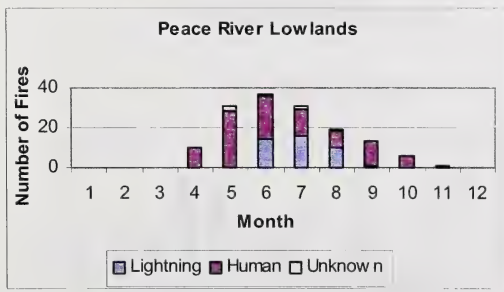 Peace River Lowlands
Number of Fires
40
20
0
1 2 3 4 5 6 7 8 9 10 11 12
Month
Lightning Human Unknown